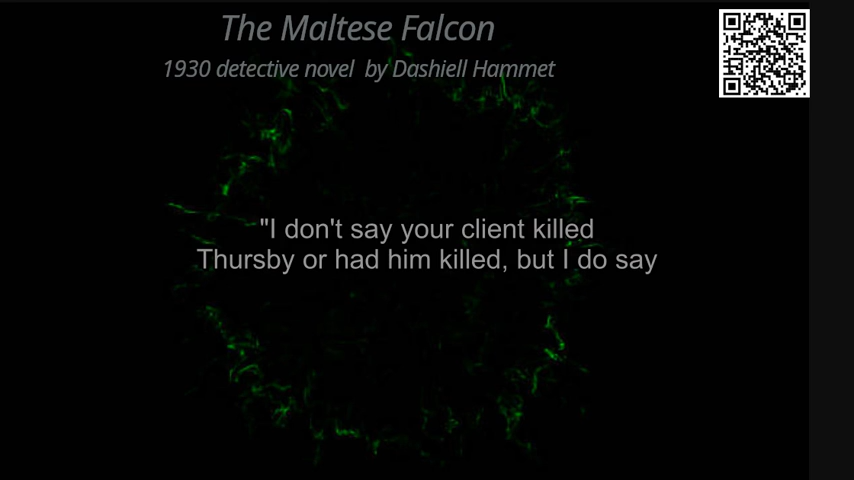 The Maltese Falcon
1930 detective novel by Dashiell Hammet
"I don't say your client killed
Thursby or had him killed, but I do say